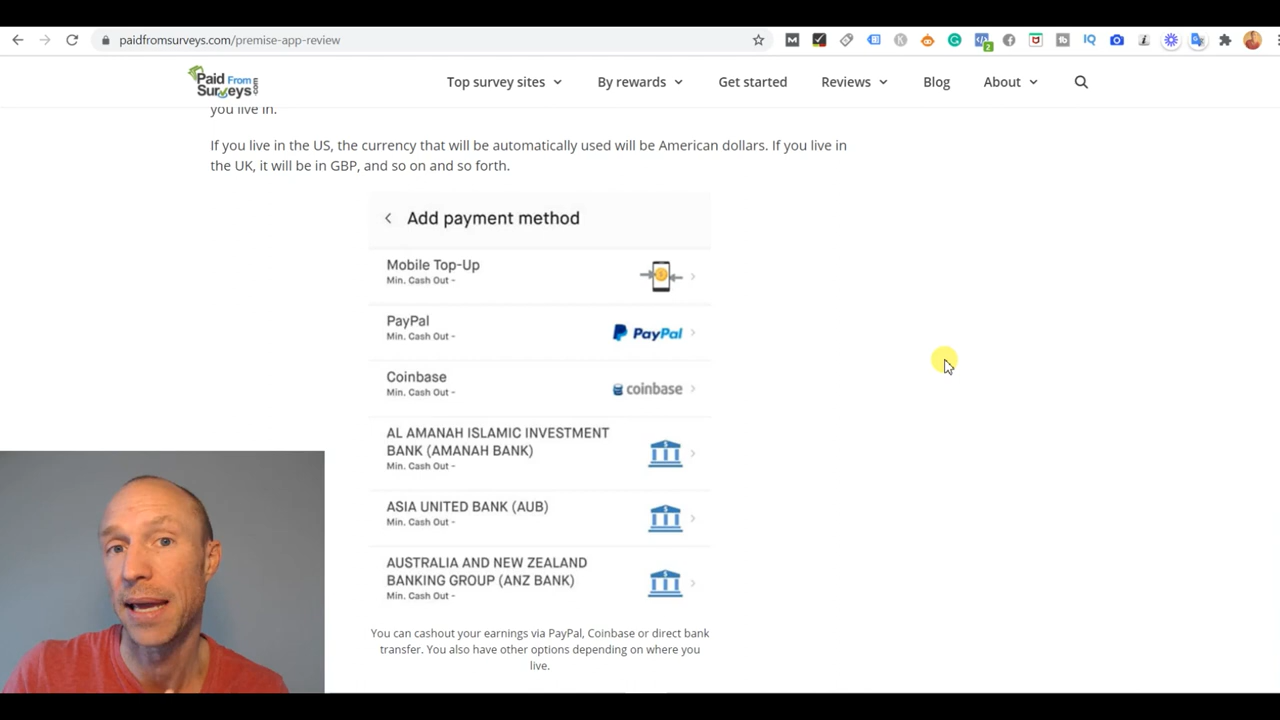 paidfromsurveys.com/premise-app-review
2
Paid From
Surveys
.com
Top survey sites
By rewards
Get started
Reviews
Blog
About
you live in.
If you live in the US, the currency that will be automatically used will be American dollars. If you live in
the UK, it will be in GBP, and so on and so forth.
Add payment method
Mobile Top-Up
Min. Cash Out -
PayPal
Min. Cash Out -
PayPal
Coinbase
Min. Cash Out -
coinbase
AL AMANAH ISLAMIC INVESTMENT
BANK (AMANAH BANK)
Min. Cash Out -
ASIA UNITED BANK (AUB)
Min. Cash Out -
AUSTRALIA AND NEW ZEALAND
BANKING GROUP (ANZ BANK)
Min. Cash Out -
You can cashout your earnings via PayPal, Coinbase or direct bank
transfer. You also have other options depending on where you
live.